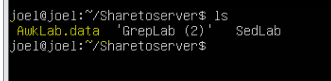 joel@joel:~/Sharetoserver$ ls
AwkLab.data  'GrepLab (2)'   SedLab
joel@joel:~/Sharetoserver$